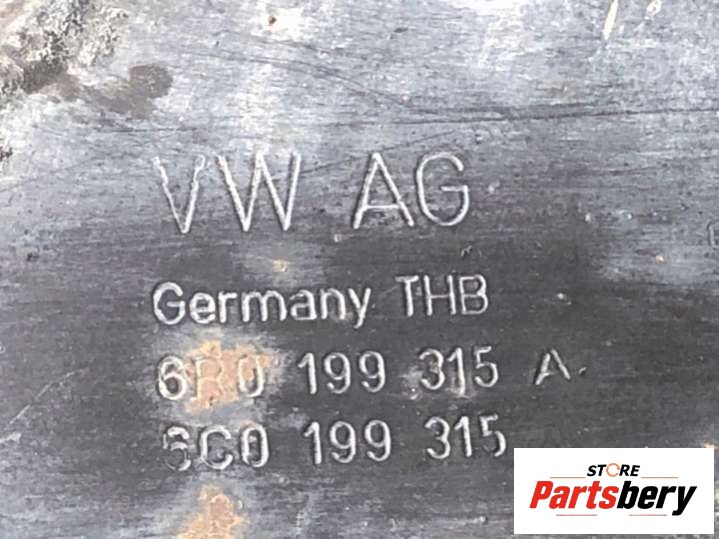 VW AG
Germany THB
6R0 199 315 A
6C0 199 315
STORE
Partsbery